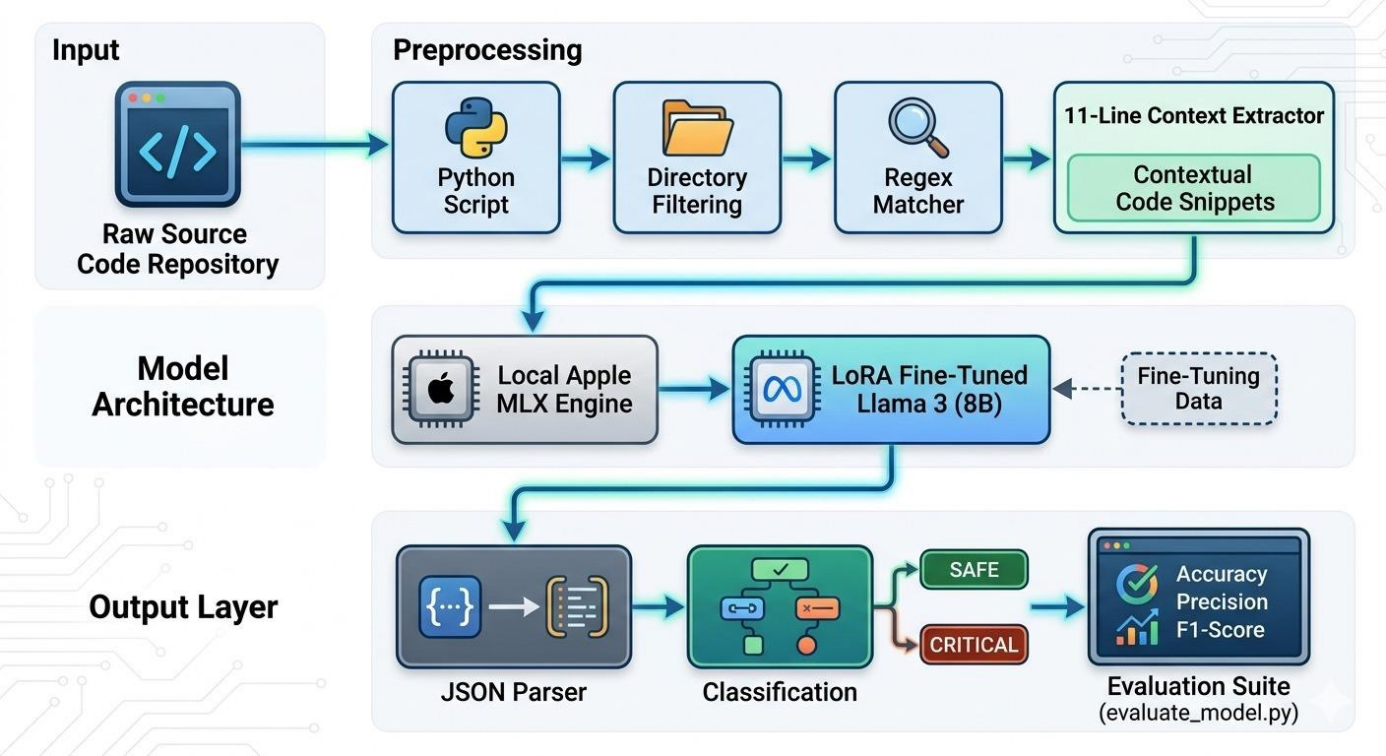 Input
Preprocessing
Raw Source
Code Repository
Python
Script
Directory
Filtering
Regex
Matcher
11-Line Context Extractor
Contextual
Code Snippets
Model
Architecture
Local Apple
MLX Engine
LoRA Fine-Tuned
Llama 3 (8B)
Fine-Tuning
Data
Output Layer
JSON Parser
Classification
SAFE
CRITICAL
Accuracy
Precision
F1-Score
Evaluation Suite
(evaluate_model.py)